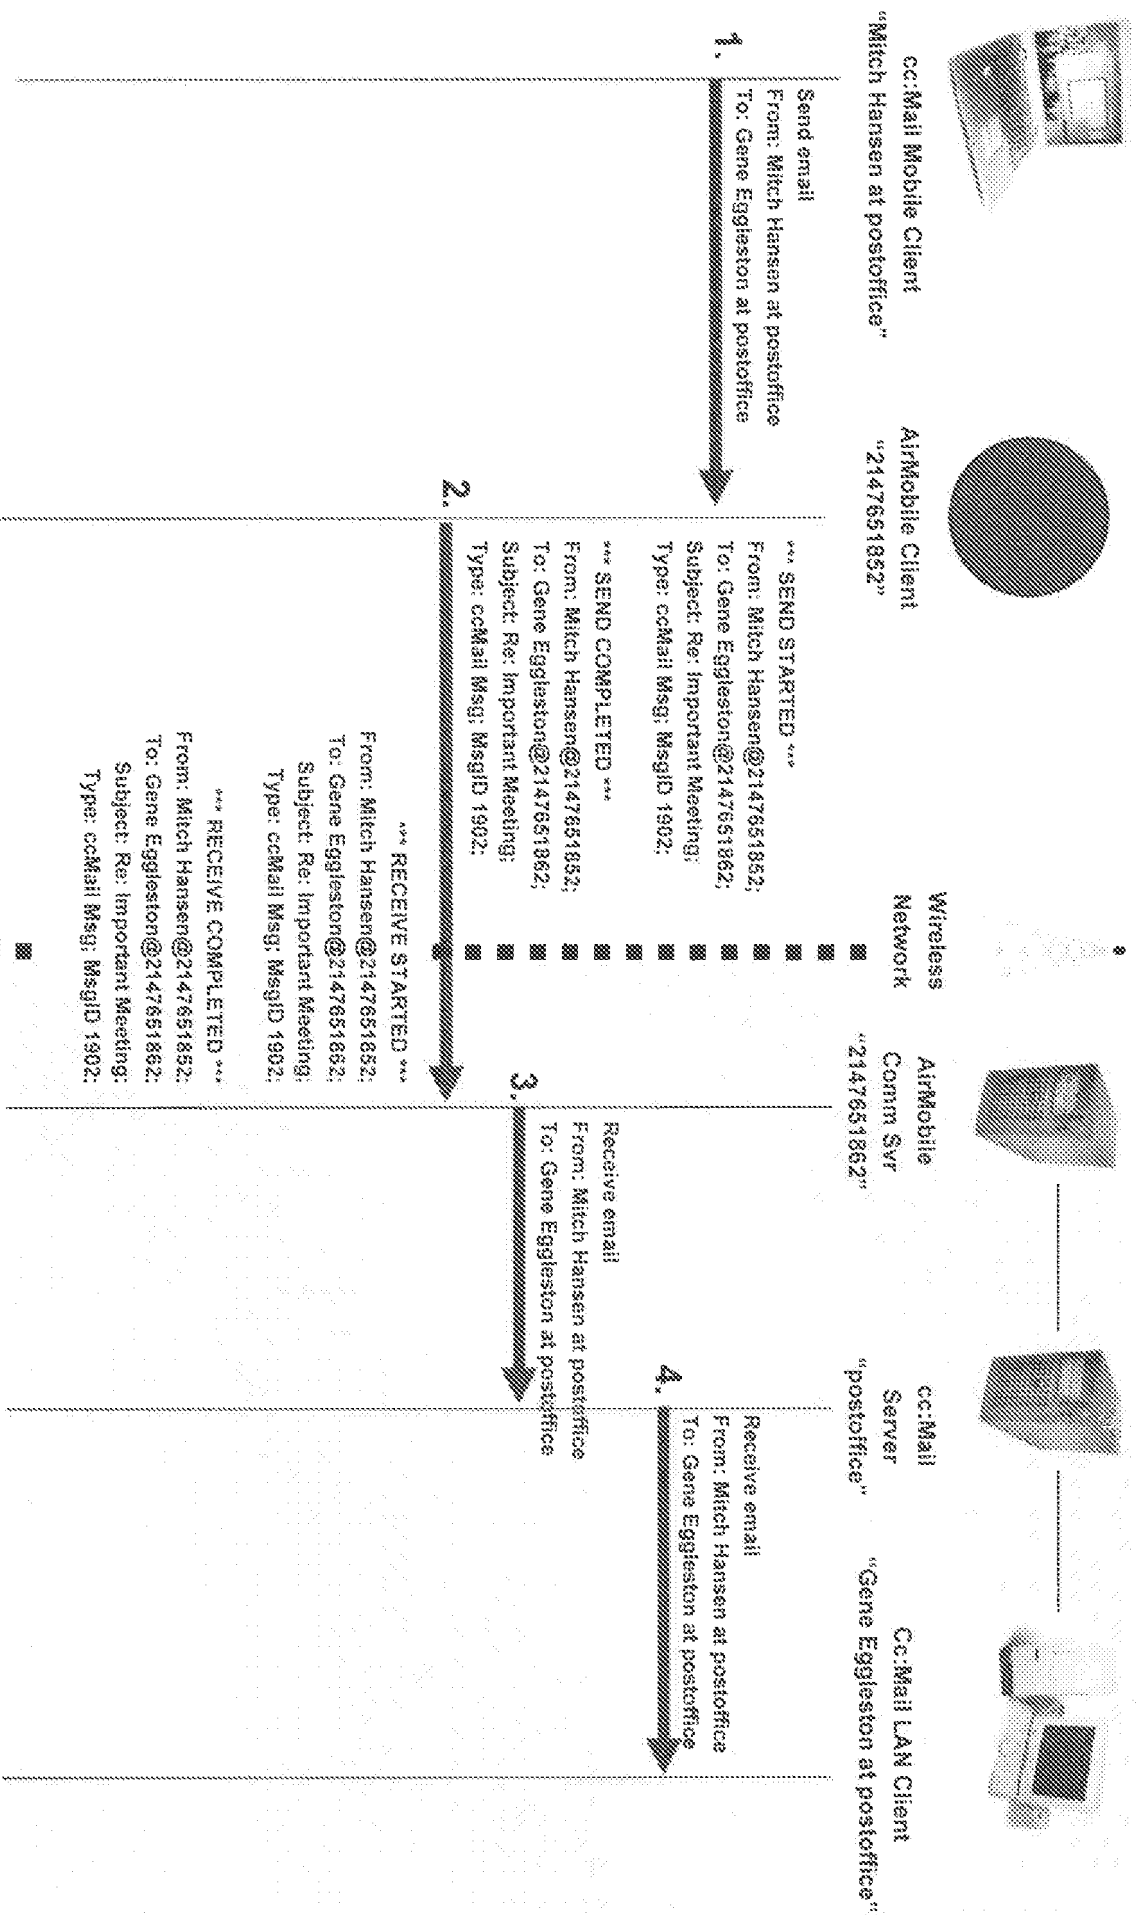 cc:Mail Mobile Client
"Mitch Hansen at postoffice"
AirMobile Client
"2147651852"
Wireless
Network
AirMobile
Comm Svr
"2147651862"
cc:Mail
Server
"postoffice"
Cc:Mail LAN Client
"Gene Eggleston at postoffice"
1.
Send email
From: Mitch Hansen at postoffice
To: Gene Eggleston at postoffice
*** SEND STARTED ***
From: Mitch Hansen@2147651852;
To: Gene Eggleston@2147651862;
Subject: Re: Important Meeting;
Type: ccMail Msg; MsgID 1902;
*** SEND COMPLETED ***
From: Mitch Hansen@2147651852;
To: Gene Eggleston@2147651862;
Subject: Re: Important Meeting;
Type: ccMail Msg; MsgID 1902;
2.
*** RECEIVE STARTED ***
From: Mitch Hansen@2147651852;
To: Gene Eggleston@2147651862;
Subject: Re: Important Meeting;
Type: ccMail Msg; MsgID 1902;
*** RECEIVE COMPLETED ***
From: Mitch Hansen@2147651852;
To: Gene Eggleston@2147651862;
Subject: Re: Important Meeting;
Type: ccMail Msg; MsgID 1902;
3.
Receive email
From: Mitch Hansen at postoffice
To: Gene Eggleston at postoffice
4.
Receive email
From: Mitch Hansen at postoffice
To: Gene Eggleston at postoffice